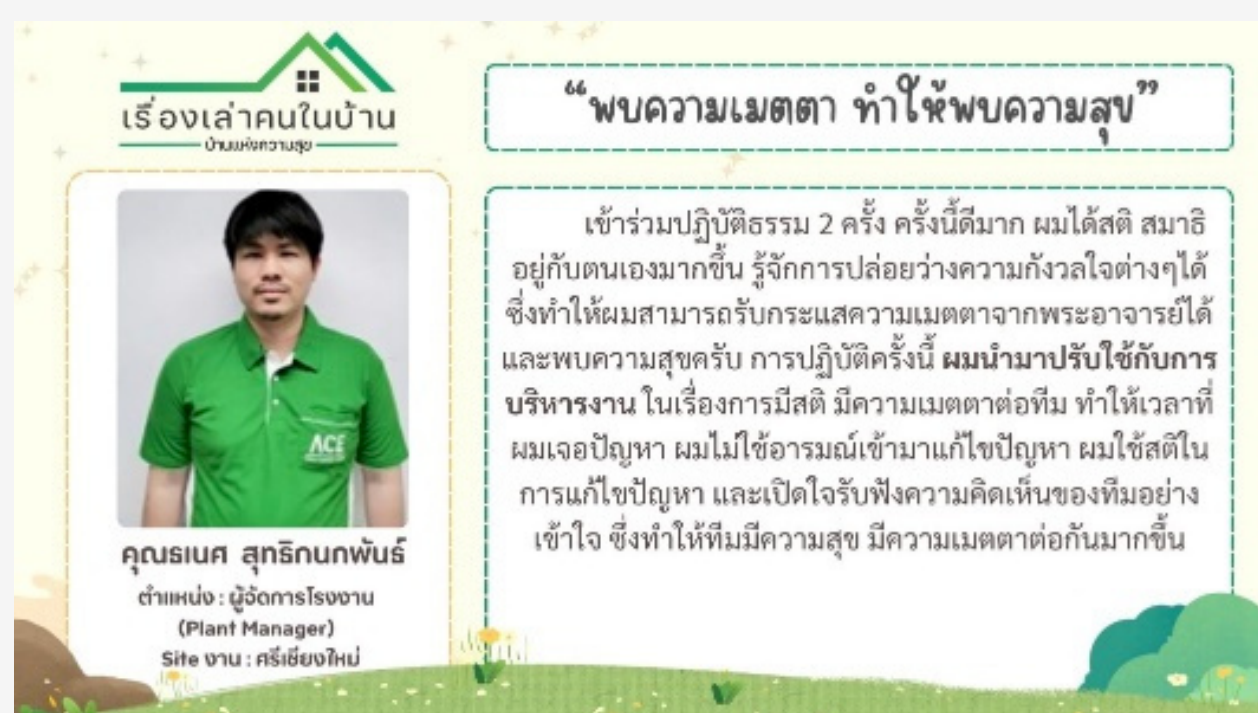 เรื่องเล่าคนในบ้าน
บ้านแห่งความสุข
“พบความเมตตา ทำให้พบความสุข”
เข้าร่วมปฏิบัติธรรม 2 ครั้ง ครั้งนี้ดีมาก ผมได้สติ สมาธิ
อยู่กับตนเองมากขึ้น รู้จักการปล่อยว่างความกังวลใจต่างๆได้
ซึ่งทำให้ผมสามารถรับกระแสความเมตตาจากพระอาจารย์ได้
และพบความสุขครับ การปฏิบัติครั้งนี้ ผมนำมาปรับใช้กับการ
บริหารงาน ในเรื่องการมีสติ มีความเมตตาต่อทีม ทำให้เวลาที่
ผมเจอปัญหา ผมไม่ใช้อารมณ์เข้ามาแก้ไขปัญหา ผมใช้สติใน
การแก้ไขปัญหา และเปิดใจรับฟังความคิดเห็นของทีมอย่าง
เข้าใจ ซึ่งทำให้ทีมมีความสุข มีความเมตตาต่อกันมากขึ้น
ACE
คุณธเนศ สุทธิกนกพันธ์
ตำแหน่ง : ผู้จัดการโรงงาน
(Plant Manager)
Site งาน : ศรีเชียงใหม่